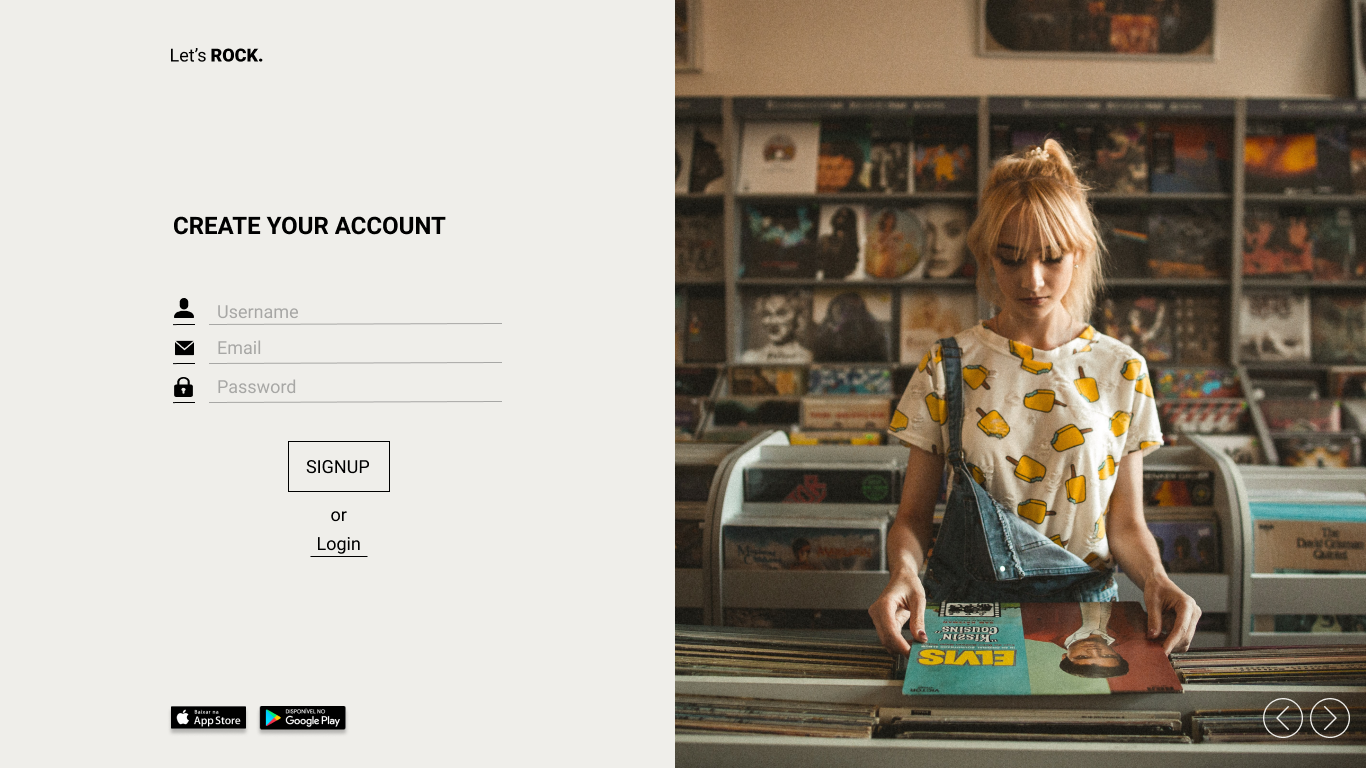 Let's ROCK.
CREATE YOUR ACCOUNT
Username
Email
Password
SIGNUP
or
Login
Baixar na
App Store
DISPONÍVEL NO
Google Play
The
David Grisman
Quintet
"KISSIN'
COUSINS"
ELVIS